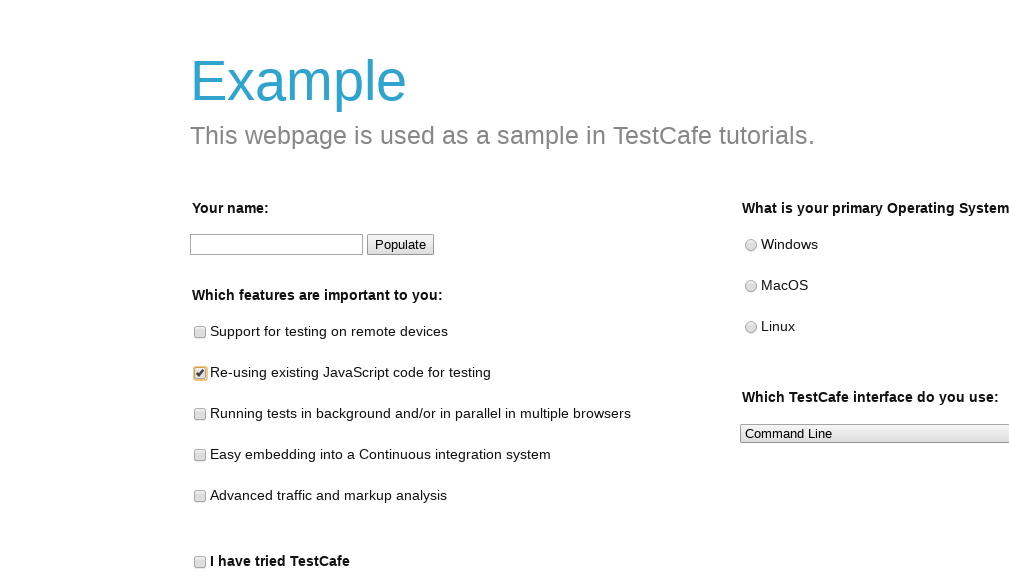 Example
This webpage is used as a sample in TestCafe tutorials.
Your name:
Populate
Which features are important to you:
Support for testing on remote devices
Re-using existing JavaScript code for testing
Running tests in background and/or in parallel in multiple browsers
Easy embedding into a Continuous integration system
Advanced traffic and markup analysis
I have tried TestCafe
What is your primary Operating System
Windows
MacOS
Linux
Which TestCafe interface do you use:
Command Line